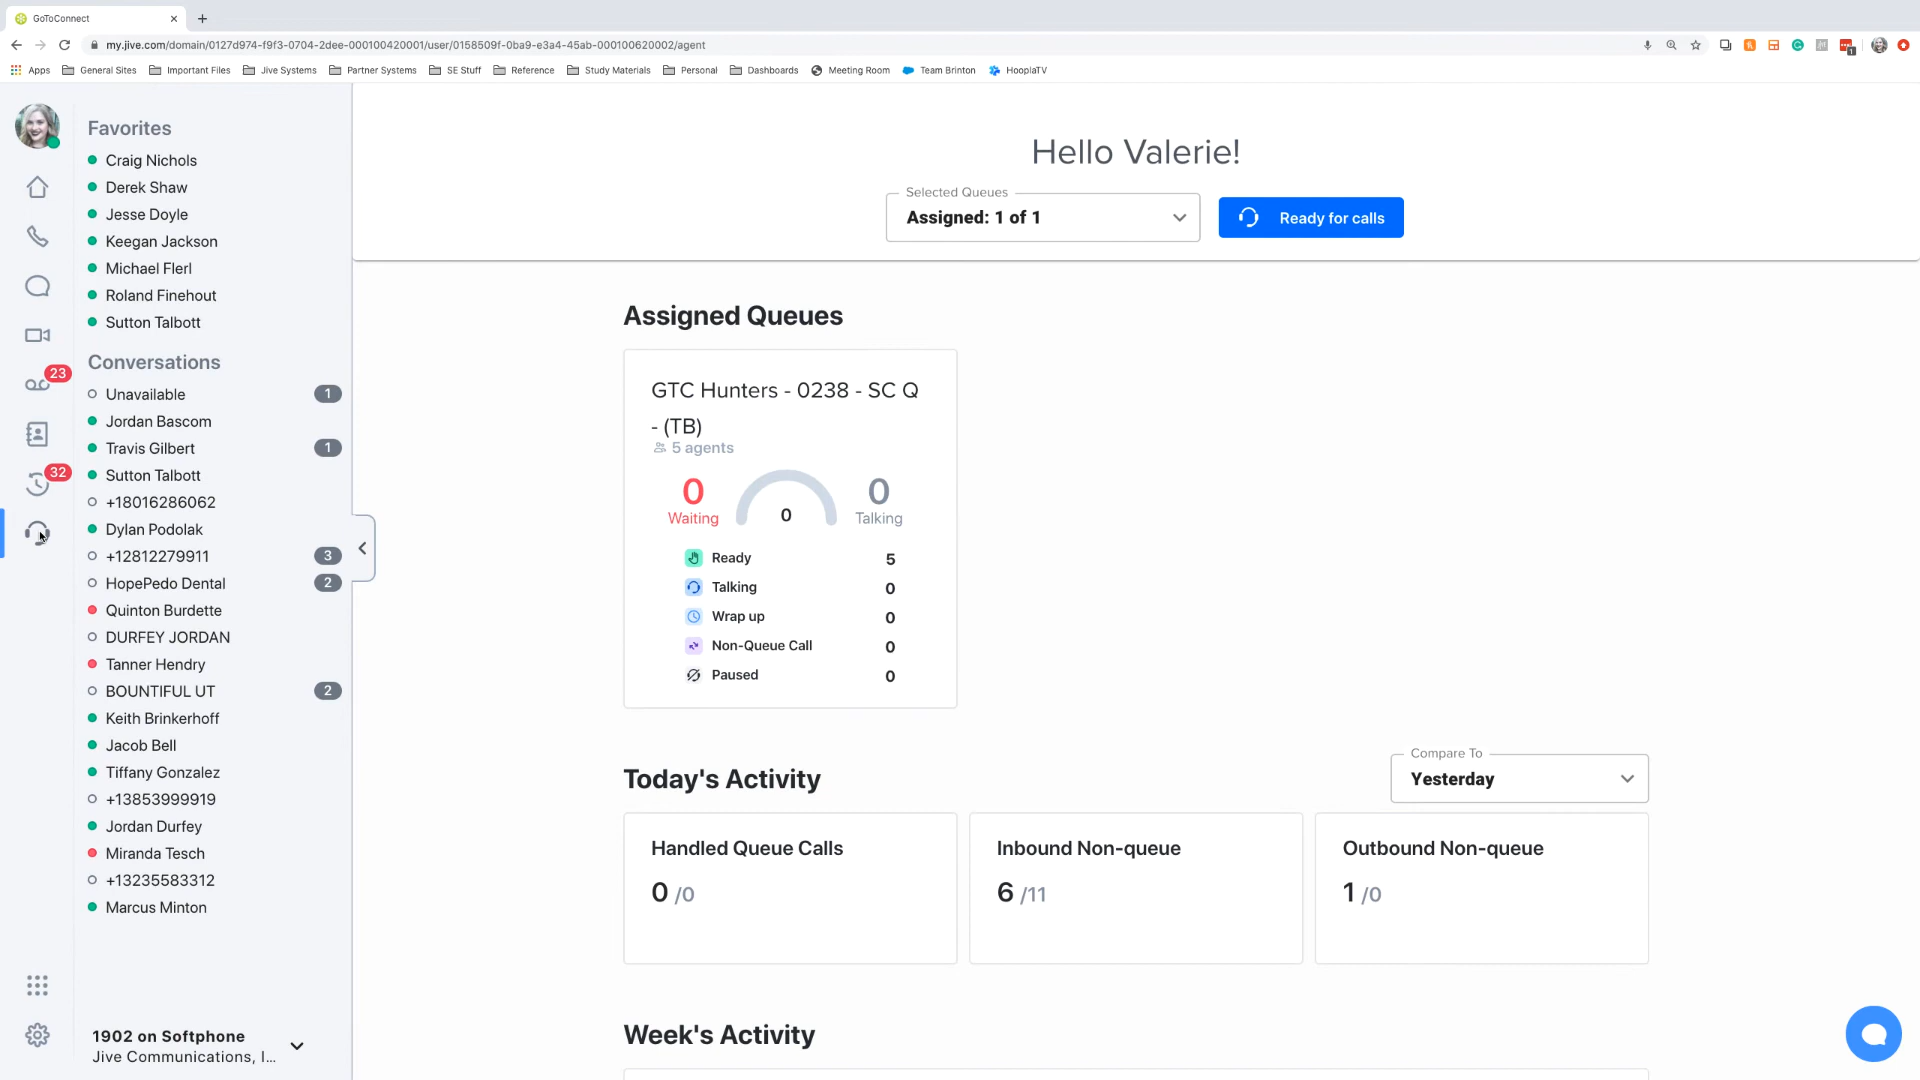 GoToConnect
my.jive.com/domain/0127d974-f9f3-0704-2dee-000100420001/user/0158509f-0ba9-e3a4-45ab-000100620002/agent
1
Apps
General Sites
Important Files
Jive Systems
Partner Systems
SE Stuff
Reference
Study Materials
Personal
Dashboards
Meeting Room
Team Brinton
HooplaTV
23
32
Favorites
Craig Nichols
Derek Shaw
Jesse Doyle
Keegan Jackson
Michael Flerl
Roland Finehout
Sutton Talbott
Conversations
Unavailable 1
Jordan Bascom
Travis Gilbert 1
Sutton Talbott
+18016286062
Dylan Podolak
+12812279911 3
HopePedo Dental 2
Quinton Burdette
DURFEY JORDAN
Tanner Hendry
BOUNTIFUL UT 2
Keith Brinkerhoff
Jacob Bell
Tiffany Gonzalez
+13853999919
Jordan Durfey
Miranda Tesch
+13235583312
Marcus Minton
1902 on Softphone
Jive Communications, I...
Hello Valerie!
Selected Queues
Assigned: 1 of 1
Ready for calls
Assigned Queues
GTC Hunters - 0238 - SC Q
- (TB)
5 agents
0
Waiting
0
0
Talking
Ready 5
Talking 0
Wrap up 0
Non-Queue Call 0
Paused 0
Today's Activity
Compare To
Yesterday
Handled Queue Calls
0 /0
Inbound Non-queue
6 /11
Outbound Non-queue
1 /0
Week's Activity